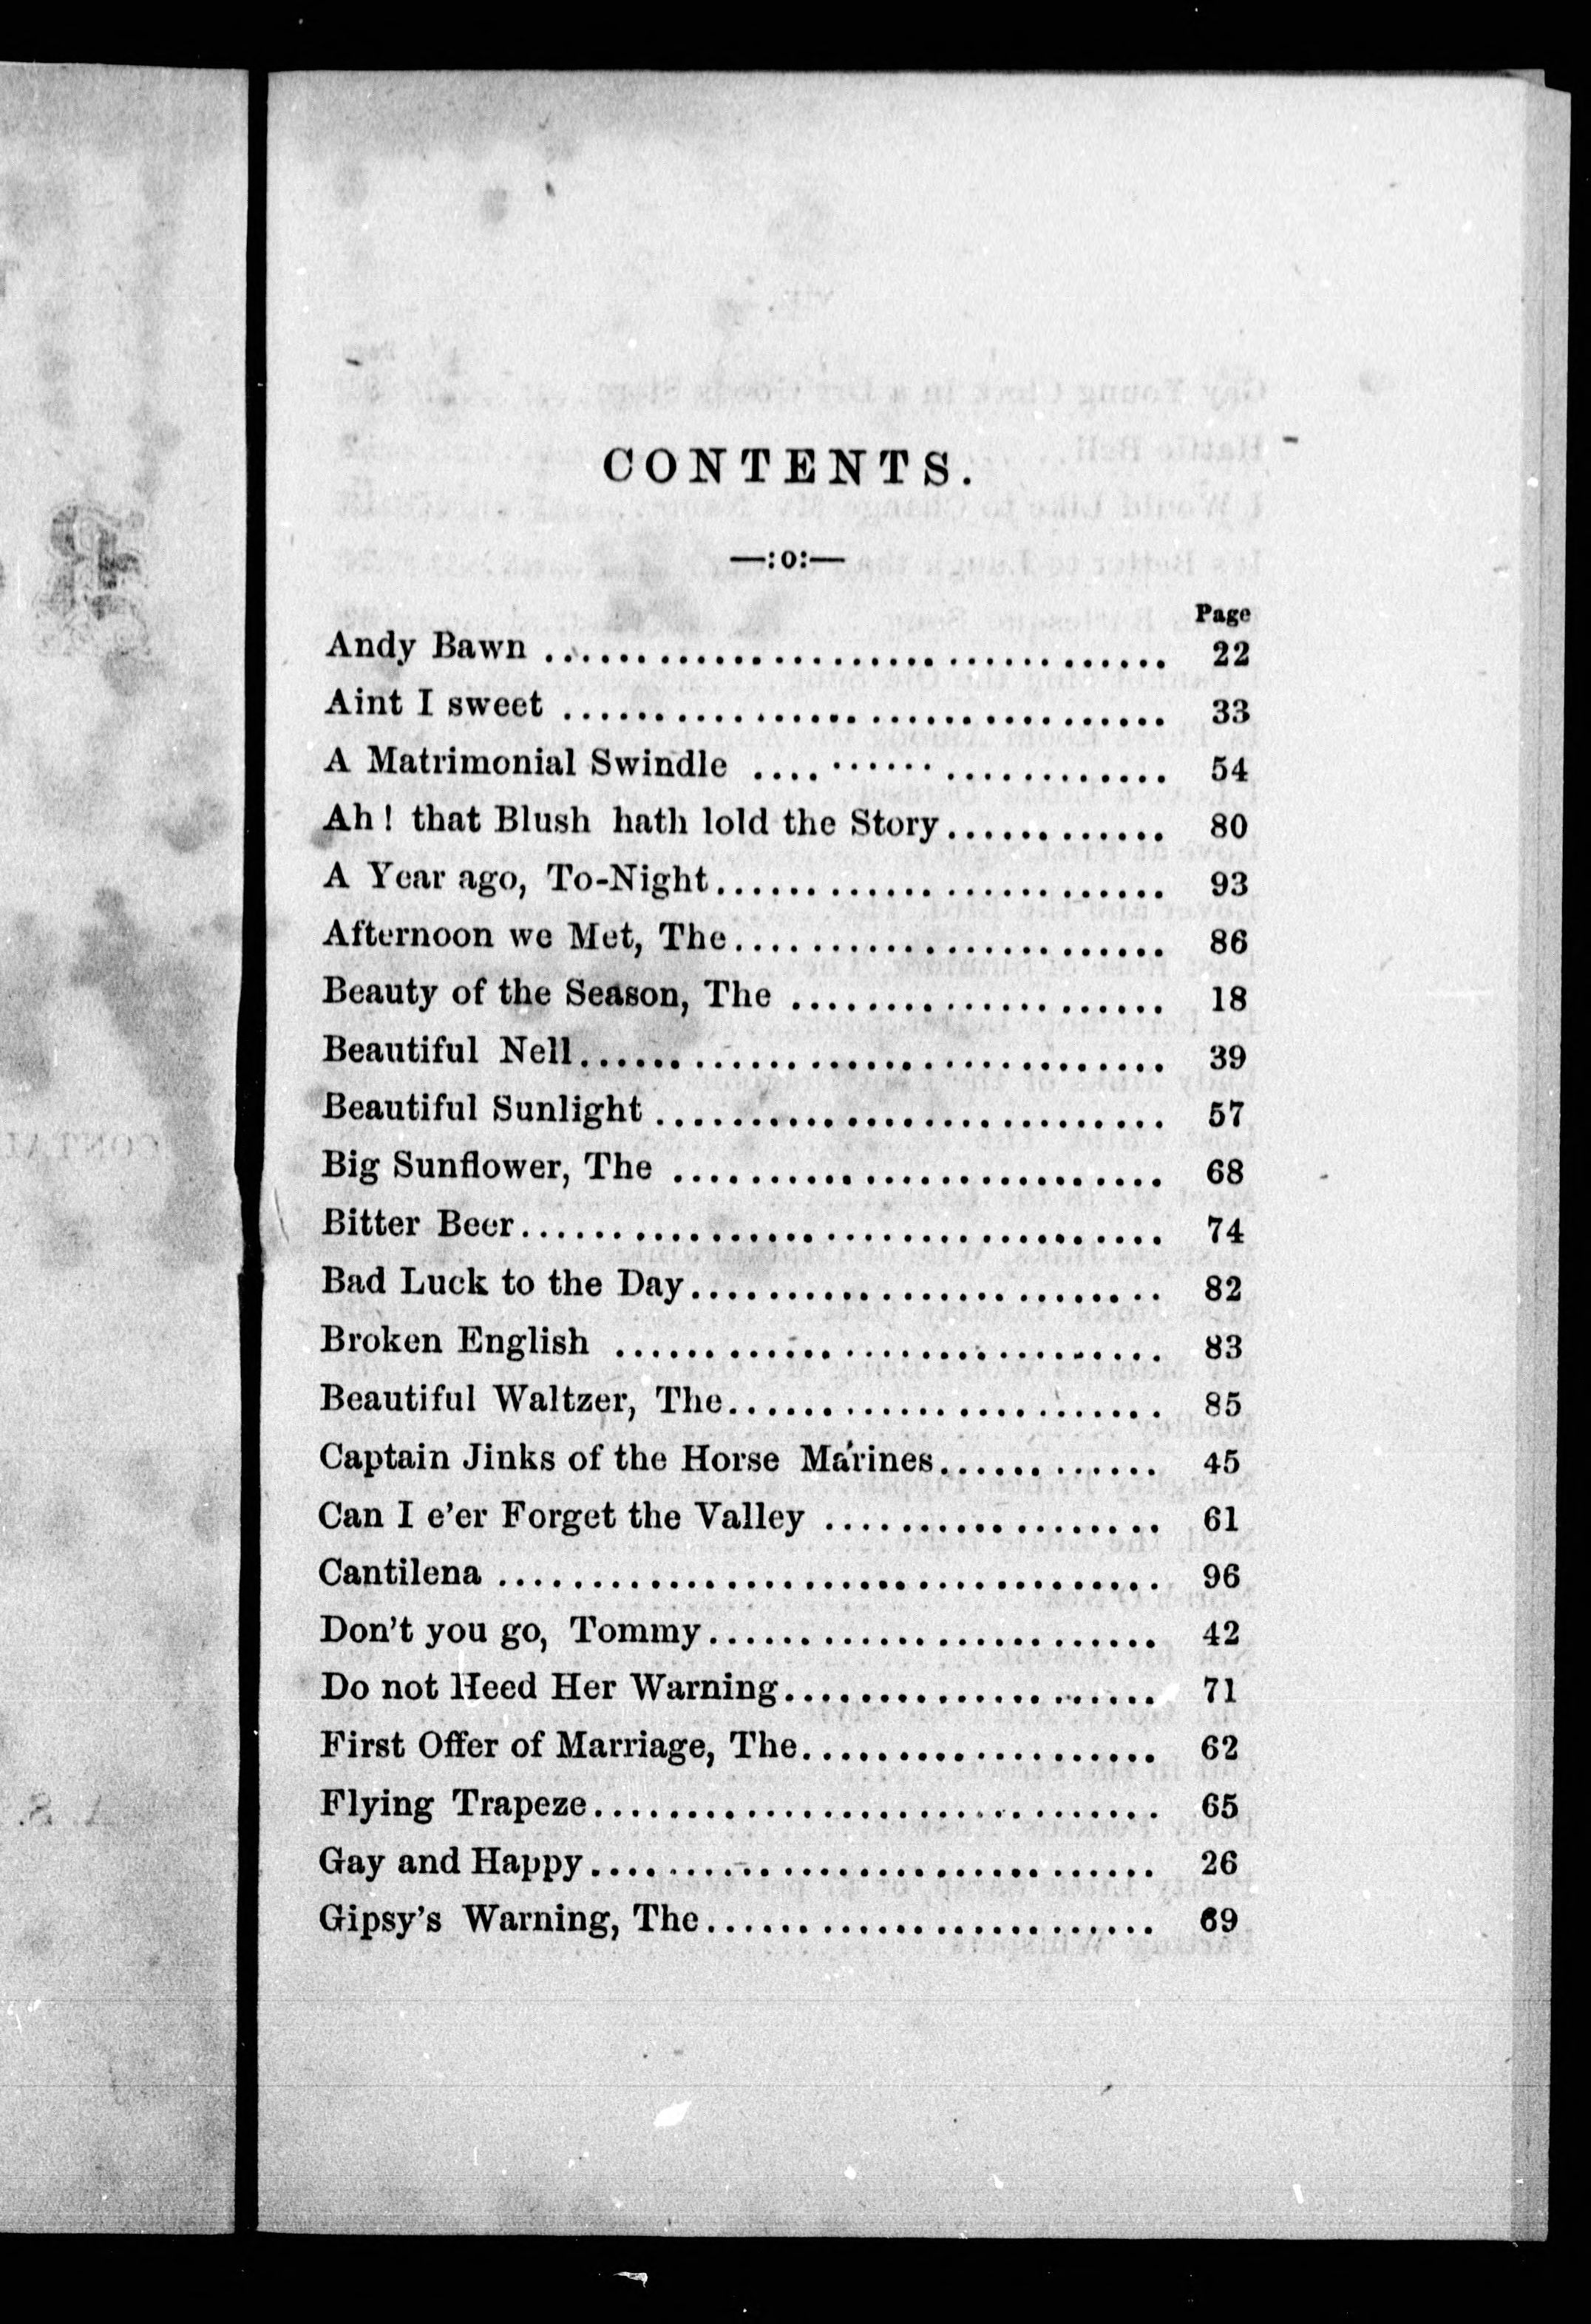 CONTENTS.
—:o:—
Page
Andy Bawn .................................. 22
Aint I sweet ................................ 33
A Matrimonial Swindle ...................... 54
Ah! that Blush hath lold the Story............ 80
A Year ago, To-Night........................ 93
Afternoon we Met, The....................... 86
Beauty of the Season, The .................... 18
Beautiful Nell............................... 39
Beautiful Sunlight ........................... 57
Big Sunflower, The .......................... 68
Bitter Beer.................................. 74
Bad Luck to the Day......................... 82
Broken English ............................. 83
Beautiful Waltzer, The....................... 85
Captain Jinks of the Horse Marines............ 45
Can I e'er Forget the Valley .................. 61
Cantilena ................................... 96
Don't you go, Tommy........................ 42
Do not Heed Her Warning.................... 71
First Offer of Marriage, The................... 62
Flying Trapeze.............................. 65
Gay and Happy.............................. 26
Gipsy's Warning, The........................ 69